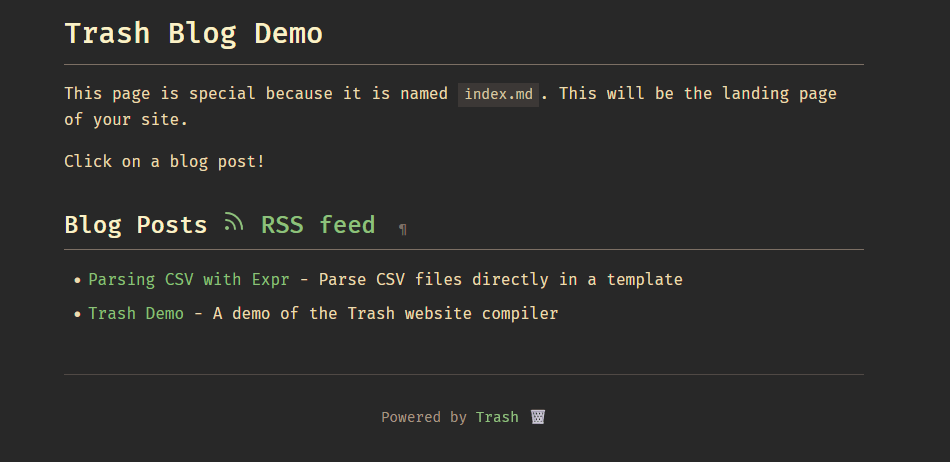 Trash Blog Demo
This page is special because it is named index.md. This will be the landing page
of your site.
Click on a blog post!
Blog Posts RSS feed ¶
• Parsing CSV with Expr - Parse CSV files directly in a template
• Trash Demo - A demo of the Trash website compiler
Powered by Trash 🗑